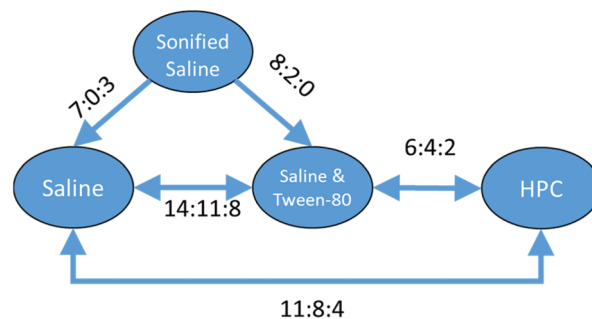 Sonified
Saline
7:0:3
8:2:0
6:4:2
Saline
Saline &
Tween-80
HPC
14:11:8
11:8:4